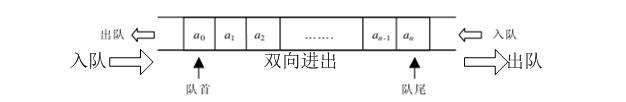 出队 a0 a1 a2 ....... an-1 an 入队
入队 双向进出 出队
队首 队尾